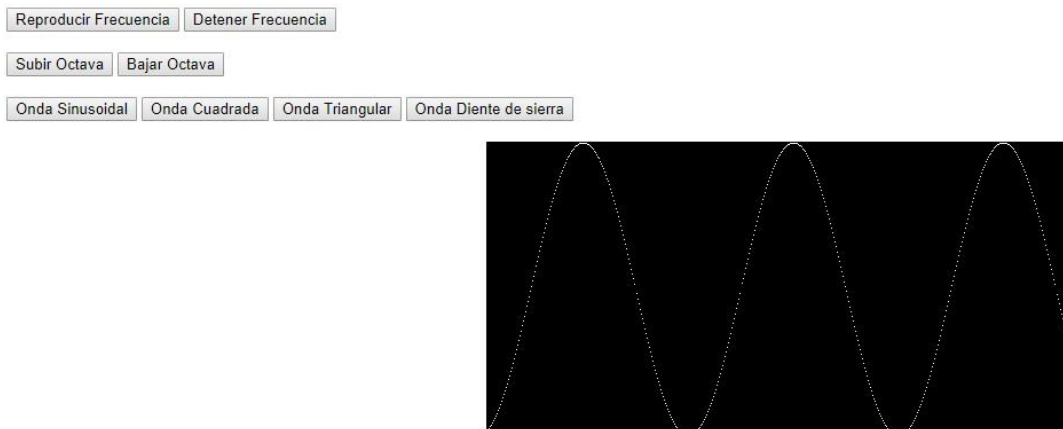 Reproducir Frecuencia Detener Frecuencia
Subir Octava Bajar Octava
Onda Sinusoidal Onda Cuadrada Onda Triangular Onda Diente de sierra